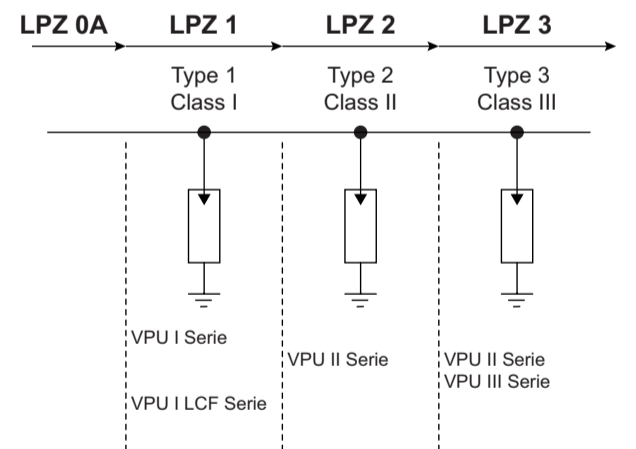 LPZ 0A LPZ 1 LPZ 2 LPZ 3
Type 1 Type 2 Type 3
Class I Class II Class III
VPU I Serie
VPU II Serie VPU II Serie
VPU III Serie
VPU I LCF Serie